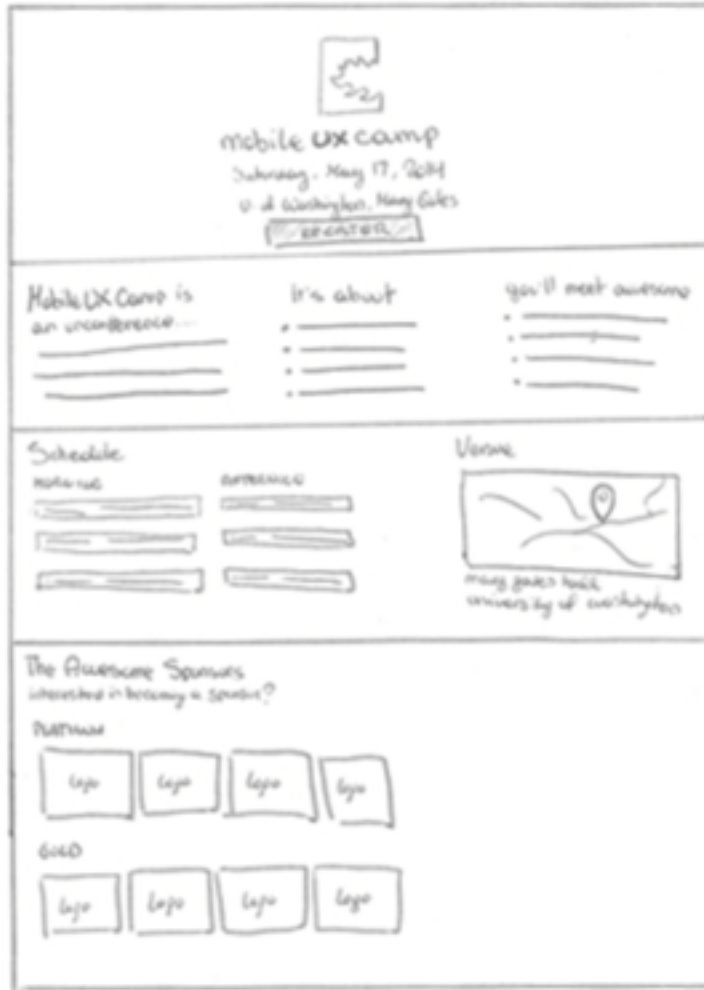 mobile UX camp
Saturday, May 17, 2014
U. of Washington, Mary Gates
REGISTER
Mobile UX Camp is
an unconference...
It's about
you'll meet awesome
Schedule
MORNING
AFTERNOON
Venue
mary gates hall
university of washington
The Awesome Sponsors
interested in becoming a sponsor?
PLATINUM
logo
logo
logo
logo
GOLD
logo
logo
logo
logo